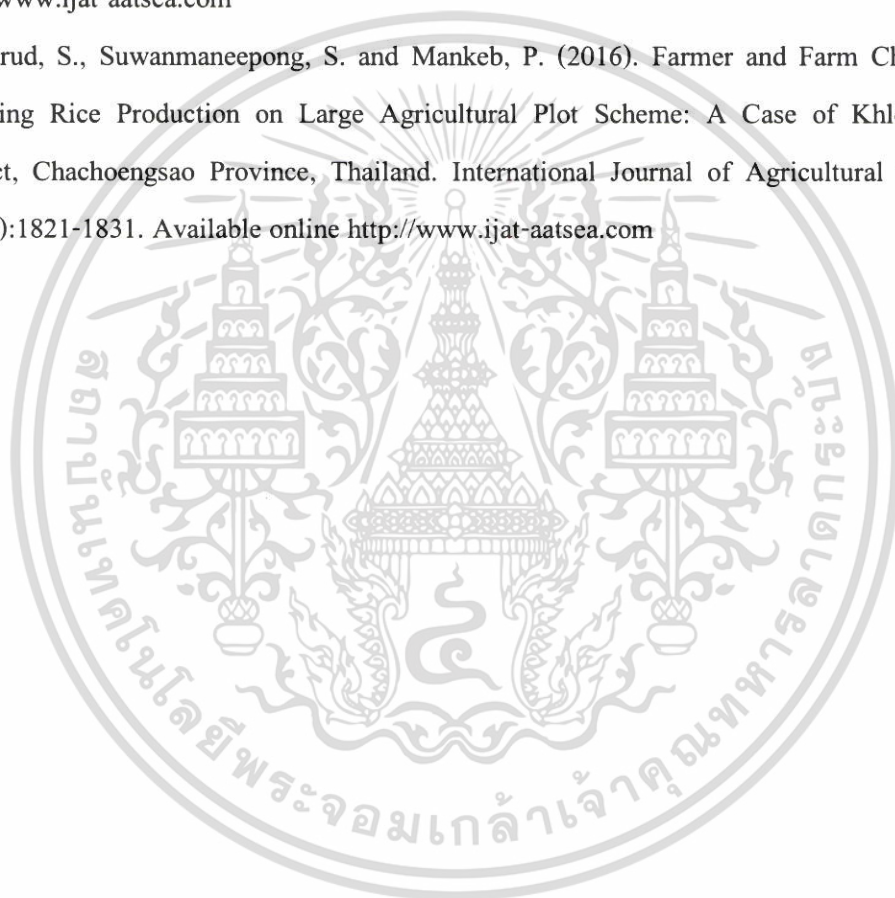 www.ijat-aatsea.com
rud, S., Suwanmaneepong, S. and Mankeb, P. (2016). Farmer and Farm Ch
ing Rice Production on Large Agricultural Plot Scheme: A Case of Khl
ct, Chachoengsao Province, Thailand. International Journal of Agricultural
):1821-1831. Available online http://www.ijat-aatsea.com
สถาบันเทคโนโลยีพระจอมเกล้าเจ้าคุณทหารลาดกระบัง